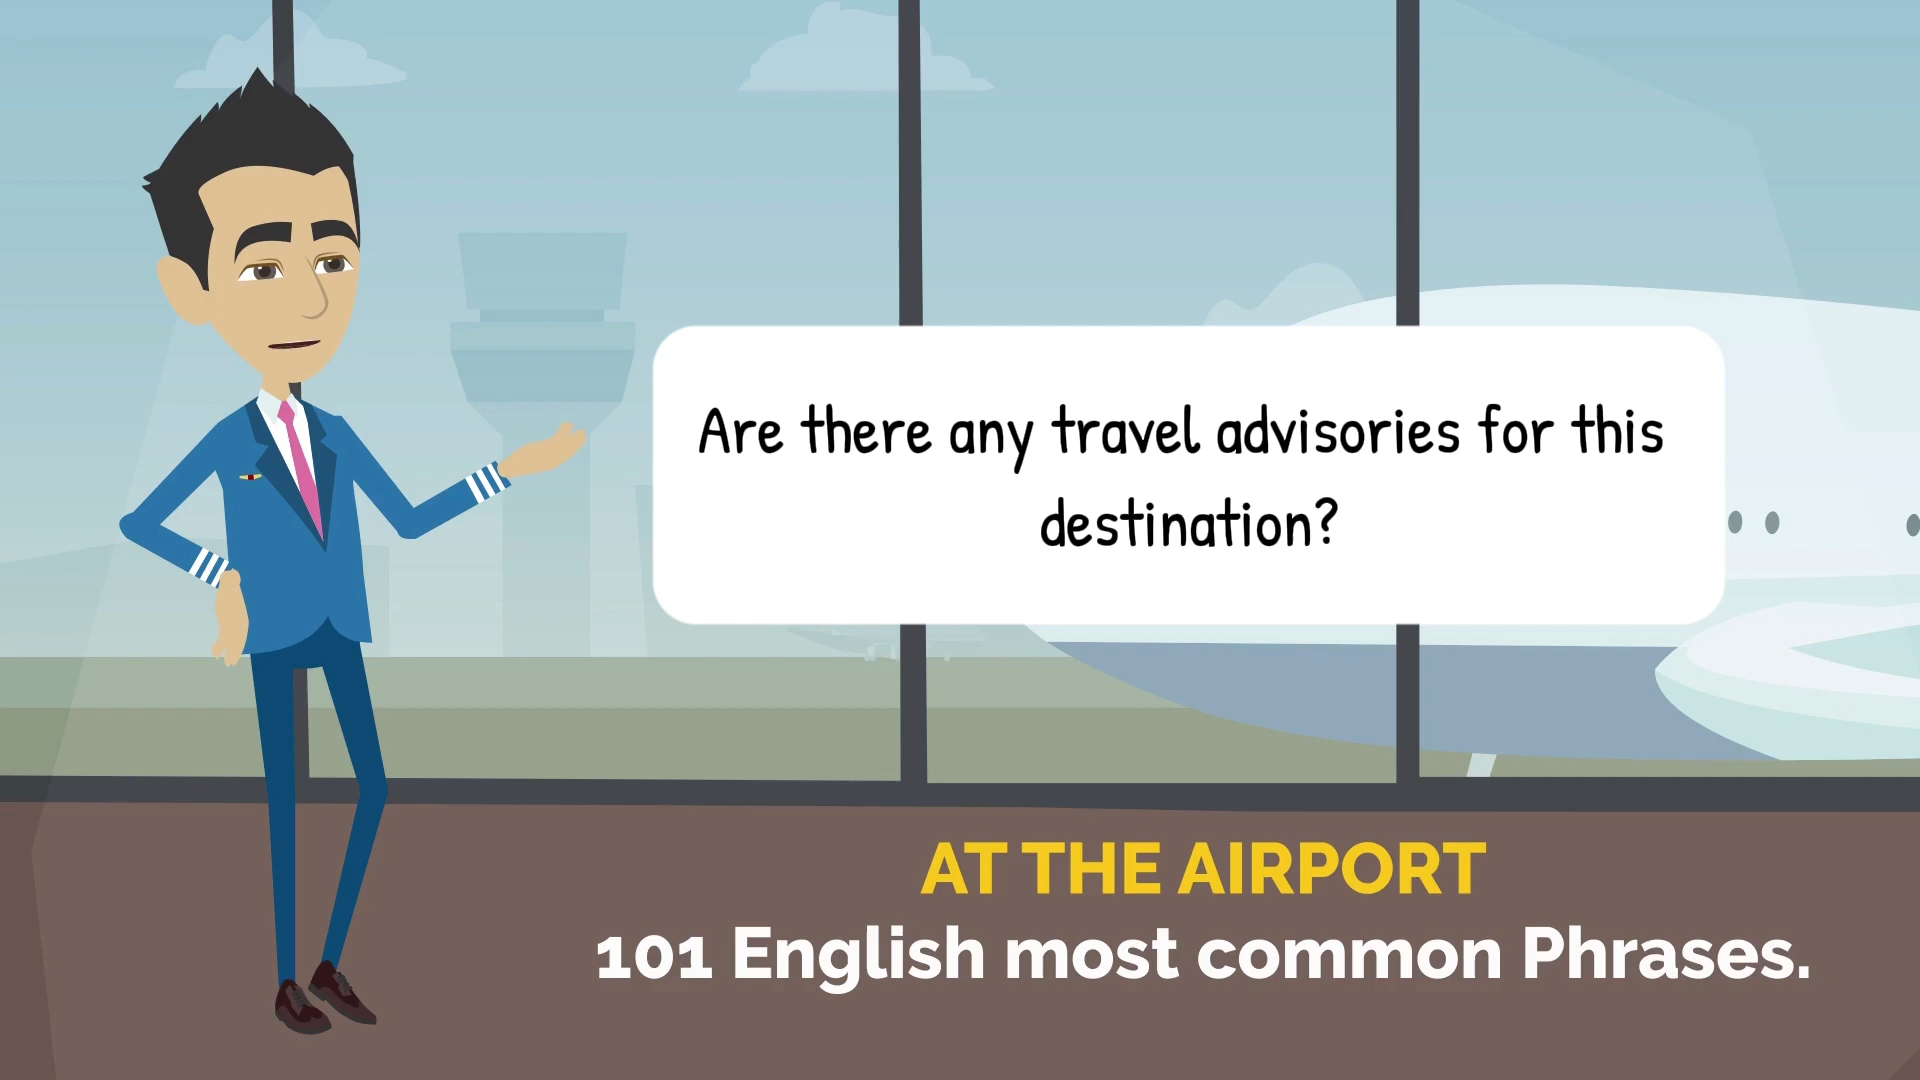 Are there any travel advisories for this
destination?
AT THE AIRPORT
101 English most common Phrases.